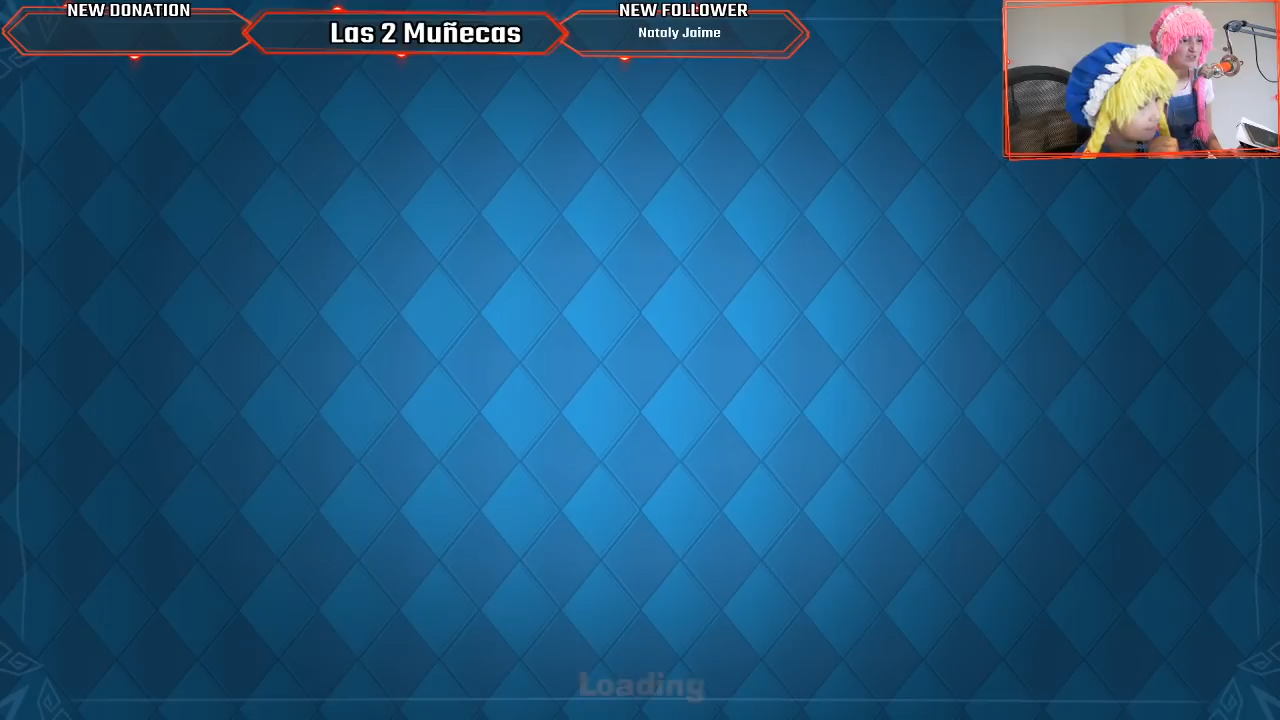 NEW DONATION
Las 2 Muñecas
NEW FOLLOWER
Nataly Jaime
Loading